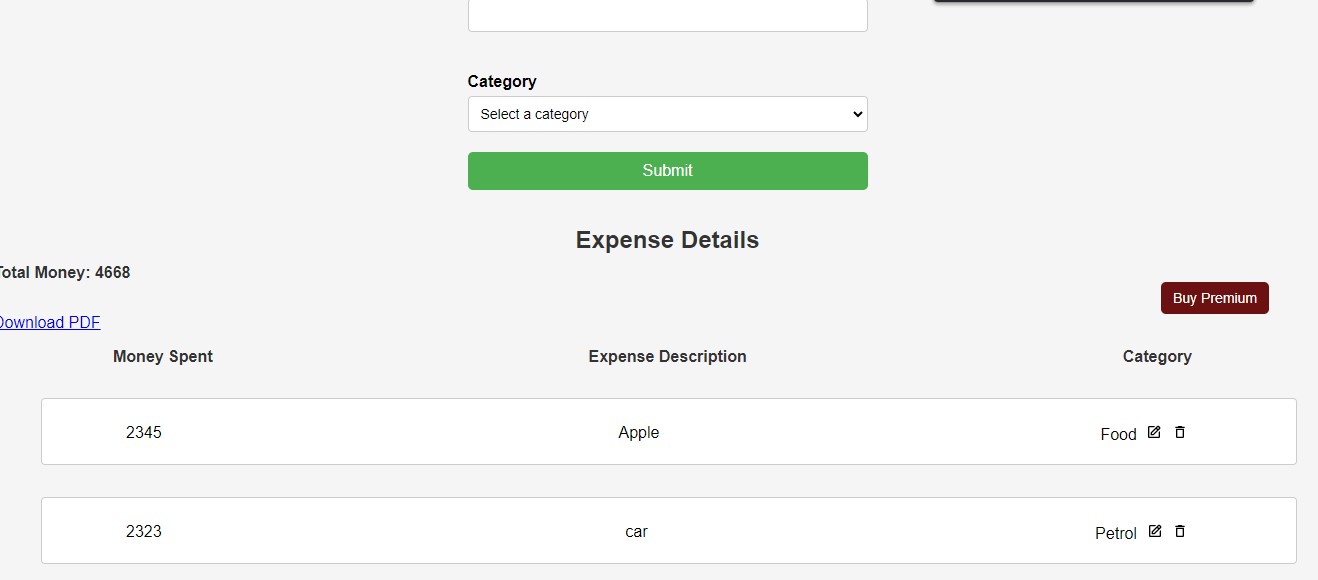 Category
Select a category
Submit
Expense Details
Total Money: 4668
Buy Premium
Download PDF
Money Spent Expense Description Category
2345 Apple Food
2323 car Petrol